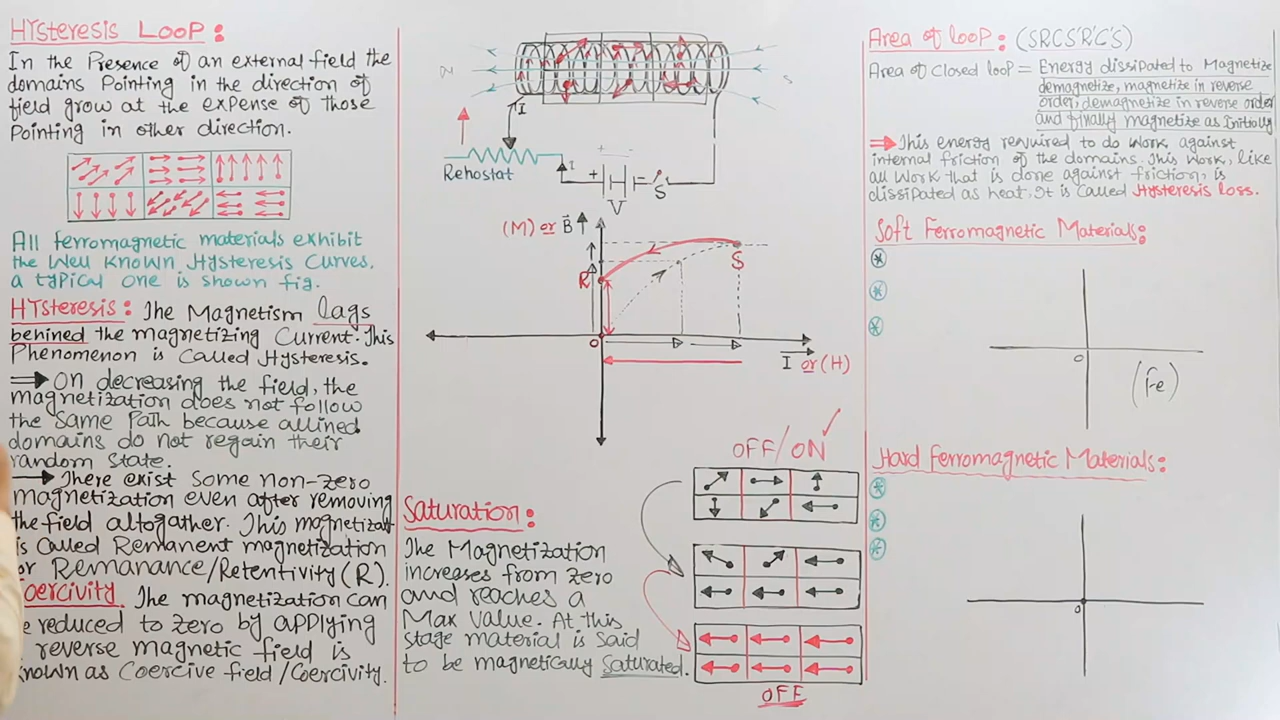 HYsteresis Loop:
In the Presence of an external field the
domains Pointing in the direction of
field grow at the expense of those
Pointing in other direction.
All ferromagnetic materials exhibit
the Well Known Hysteresis Curves,
a typical one is shown fig.
HYsteresis: The Magnetism lags
behined the magnetizing Current. This
Phenomenon is Called Hysteresis.
On decreasing the field, the
magnetization does not follow
the same Path because allined
domains do not regain their
random state.
There exist Some non-zero
magnetization even after removing
the field altogather. This magnetizat
is Called Remanent magnetization
or Remanance/Retentivity (R).
oercivity The magnetization can
e reduced to zero by applying
reverse magnetic field is
nown as Coercive field/Coercivity.
N
S
I
Rehostat
I
+ -
+
-
S
V
(M) or B
R
S
o
I or (H)
OFF/ON
Saturation:
The Magnetization
increases from zero
and reaches a
Max Value. At this
stage material is said
to be magnetically Saturated.
OFF
Area of loop: (SRCS'R'C'S)
Area of Closed loop = Energy dissipated to Magnetize
demagnetize, magnetize in reverse
order, demagnetize in reverse order
and finally magnetize as Initially
This energy required to do work against
internal friction of the domains. This work, like
all work that is done against friction, is
dissipated as heat. It is called Hysteresis loss.
Soft Ferromagnetic Materials:
o
(Fe)
Hard Ferromagnetic Materials:
o